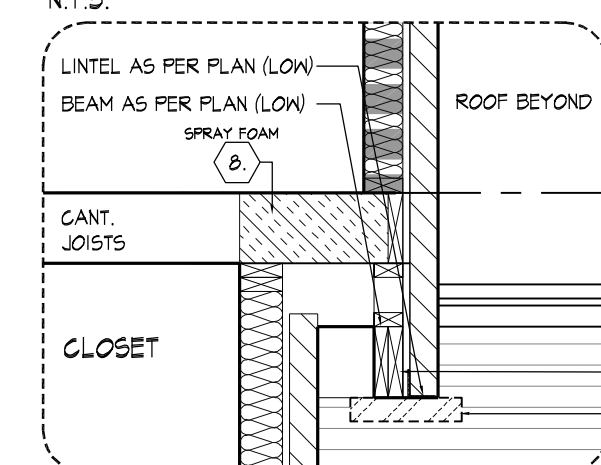 N.T.S.
LINTEL AS PER PLAN (LOW)
BEAM AS PER PLAN (LOW)
ROOF BEYOND
SPRAY FOAM
8.
CANT.
JOISTS
CLOSET